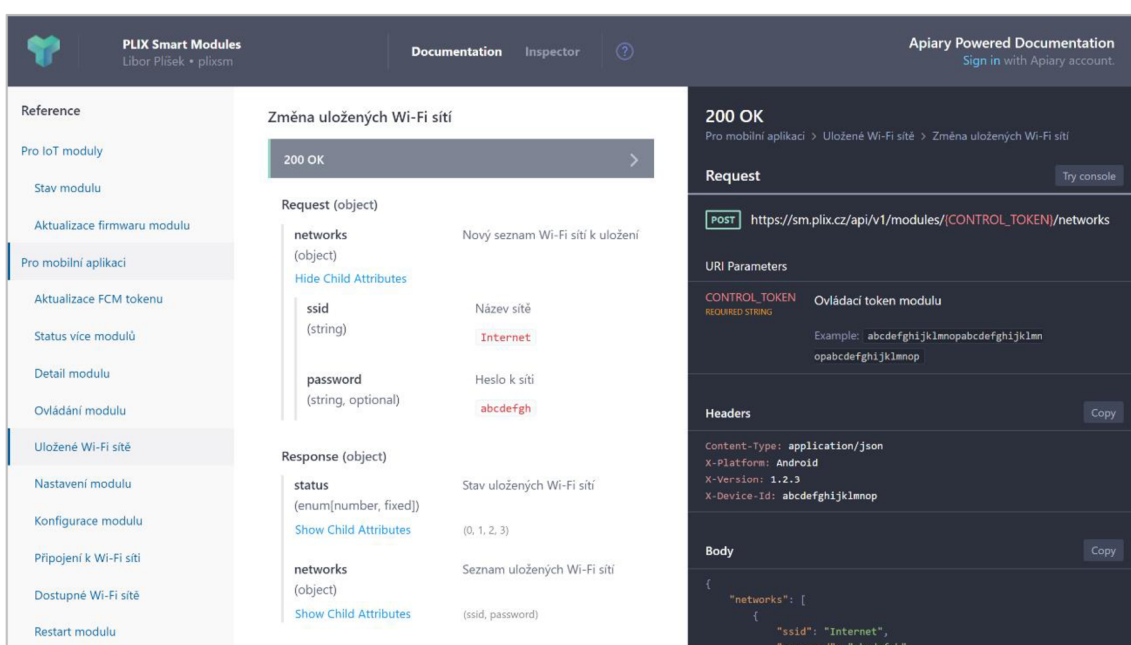 PLIX Smart Modules
Libor Plíšek • plixsm
Documentation
Inspector
?
Apiary Powered Documentation
Sign in with Apiary account.
Reference
Pro IoT moduly
Stav modulu
Aktualizace firmwaru modulu
Pro mobilní aplikaci
Aktualizace FCM tokenu
Status více modulů
Detail modulu
Ovládání modulu
Uložené Wi-Fi sítě
Nastavení modulu
Konfigurace modulu
Připojení k Wi-Fi síti
Dostupné Wi-Fi sítě
Restart modulu
Změna uložených Wi-Fi sítí
200 OK
Request (object)
networks
Nový seznam Wi-Fi sítí k uložení
(object)
Hide Child Attributes
ssid
Název sítě
(string)
Internet
password
Heslo k síti
(string, optional)
abcdefgh
Response (object)
status
Stav uložených Wi-Fi sítí
(enum[number, fixed])
Show Child Attributes
(0, 1, 2, 3)
networks
Seznam uložených Wi-Fi sítí
(object)
Show Child Attributes
(ssid, password)
200 OK
Pro mobilní aplikaci > Uložené Wi-Fi sítě > Změna uložených Wi-Fi sítí
Request
Try console
POST https://sm.plix.cz/api/v1/modules/{CONTROL_TOKEN}/networks
URI Parameters
CONTROL_TOKEN
Ovládací token modulu
REQUIRED STRING
Example: abcdefghijklmnopabcdefghijklmn
opabcdefghijklmnop
Headers
Copy
Content-Type: application/json
X-Platform: Android
X-Version: 1.2.3
X-Device-Id: abcdefghijklmnop
Body
Copy
{
"networks": [
{
"ssid": "Internet",